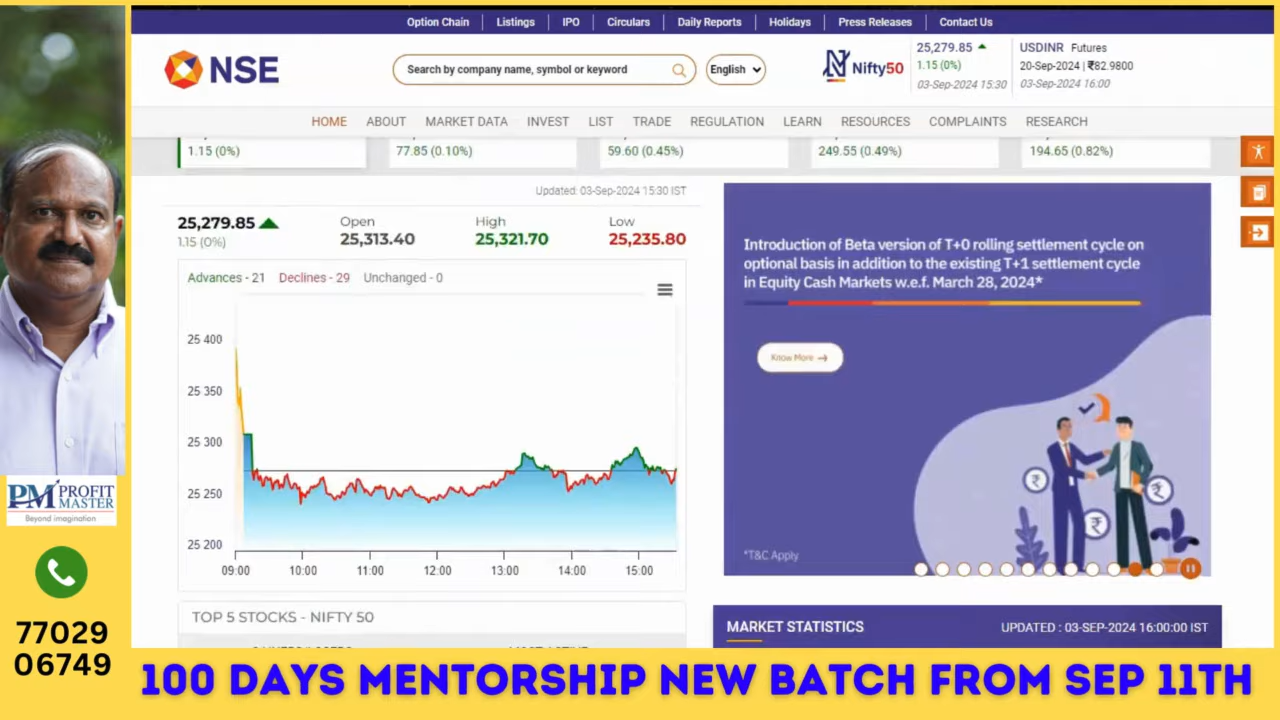 Option Chain
Listings
IPO
Circulars
Daily Reports
Holidays
Press Releases
Contact Us
NSE
Search by company name, symbol or keyword
English
Nifty50
25,279.85
1.15 (0%)
03-Sep-2024 15:30
USDINR Futures
20-Sep-2024 | ₹82.9800
03-Sep-2024 16:00
HOME
ABOUT
MARKET DATA
INVEST
LIST
TRADE
REGULATION
LEARN
RESOURCES
COMPLAINTS
RESEARCH
1.15 (0%)
77.85 (0.10%)
59.60 (0.45%)
249.55 (0.49%)
194.65 (0.82%)
Updated: 03-Sep-2024 15:30 IST
25,279.85
1.15 (0%)
Open
25,313.40
High
25,321.70
Low
25,235.80
Advances - 21
Declines - 29
Unchanged - 0
25 400
25 350
25 300
25 250
25 200
09:00
10:00
11:00
12:00
13:00
14:00
15:00
TOP 5 STOCKS - NIFTY 50
Introduction of Beta version of T+0 rolling settlement cycle on
optional basis in addition to the existing T+1 settlement cycle
in Equity Cash Markets w.e.f. March 28, 2024*
Know More →
₹
₹
₹
*T&C Apply
MARKET STATISTICS
UPDATED : 03-SEP-2024 16:00:00 IST
PM PROFIT
MASTER
Beyond imagination
77029
06749
100 DAYS MENTORSHIP NEW BATCH FROM SEP 11TH